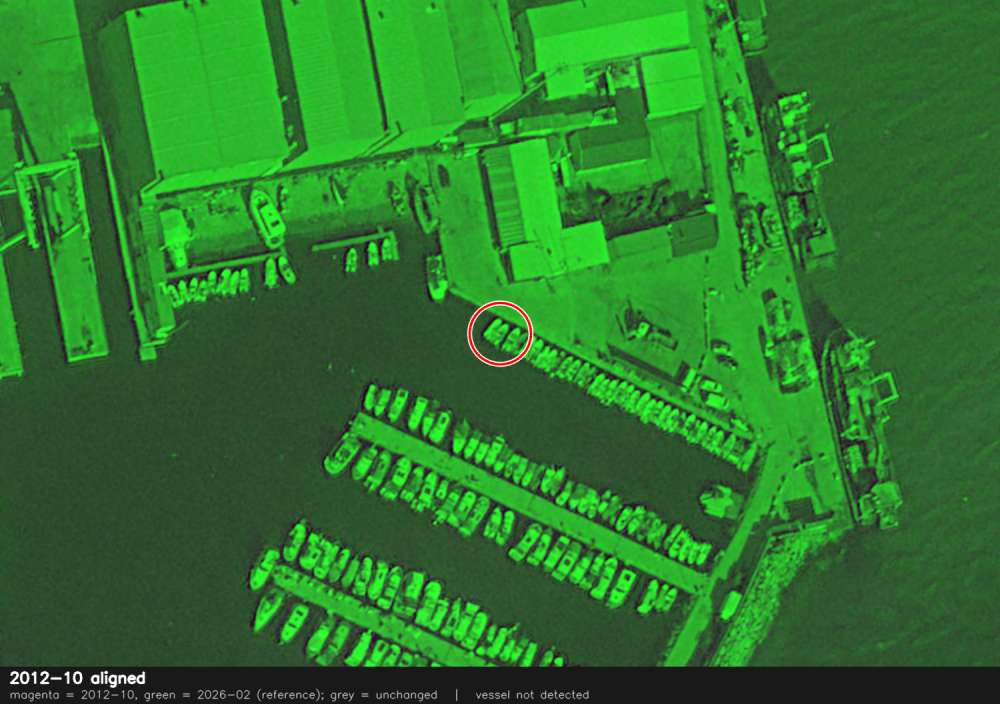 2012-10 aligned
magenta = 2012-10, green = 2026-02 (reference); grey = unchanged | vessel not detected